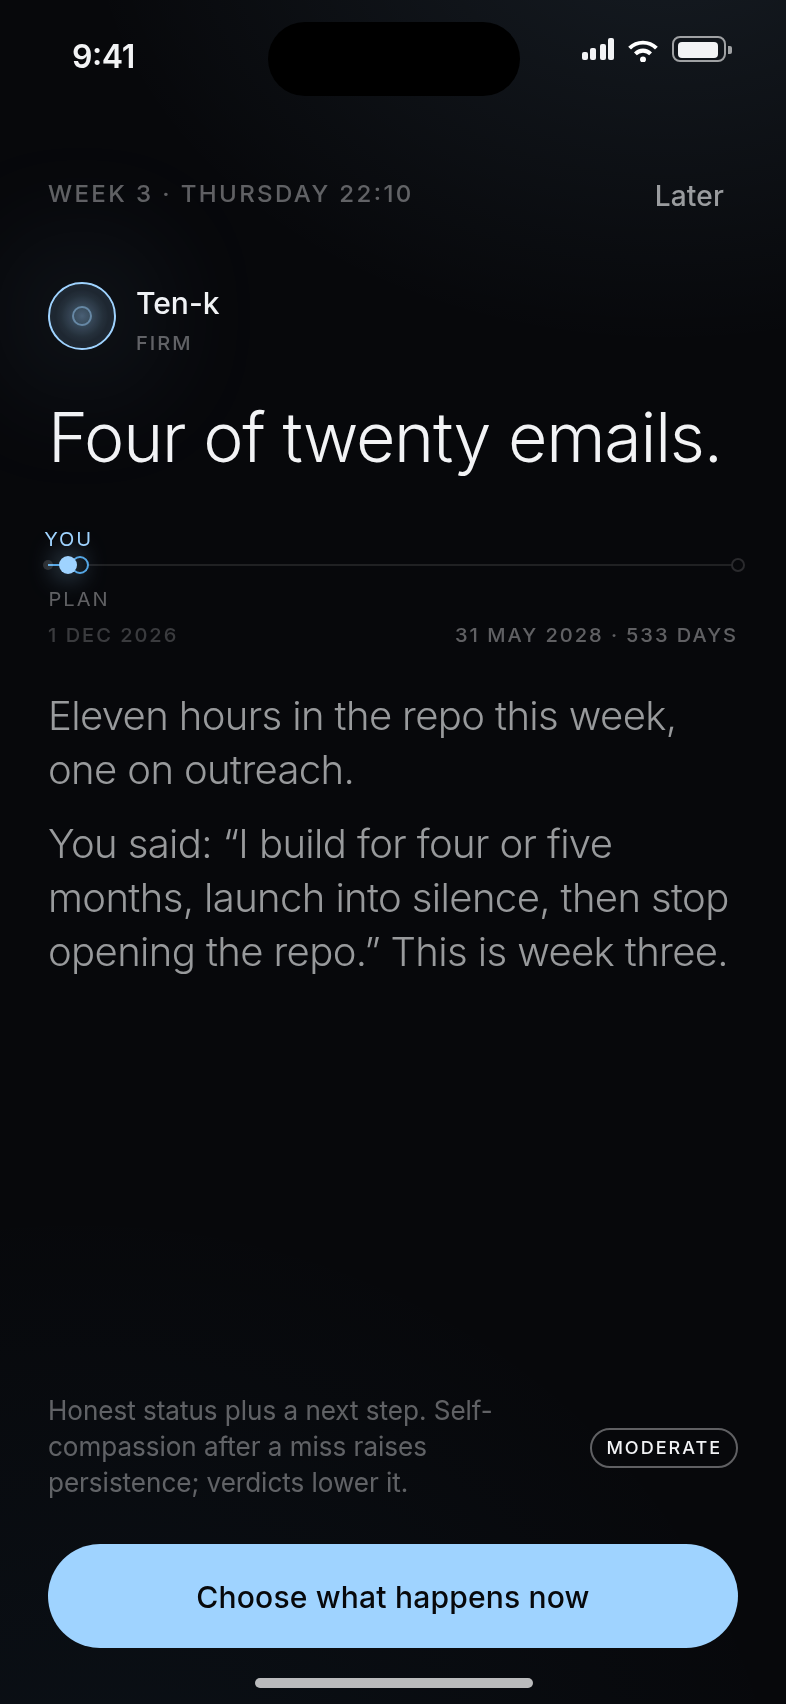 9:41
WEEK 3 · THURSDAY 22:10
Later
Ten-k
FIRM
Four of twenty emails.
YOU
PLAN
1 DEC 2026
31 MAY 2028 · 533 DAYS
Eleven hours in the repo this week,
one on outreach.
You said: “I build for four or five
months, launch into silence, then stop
opening the repo.” This is week three.
Honest status plus a next step. Self-
compassion after a miss raises
persistence; verdicts lower it.
MODERATE
Choose what happens now